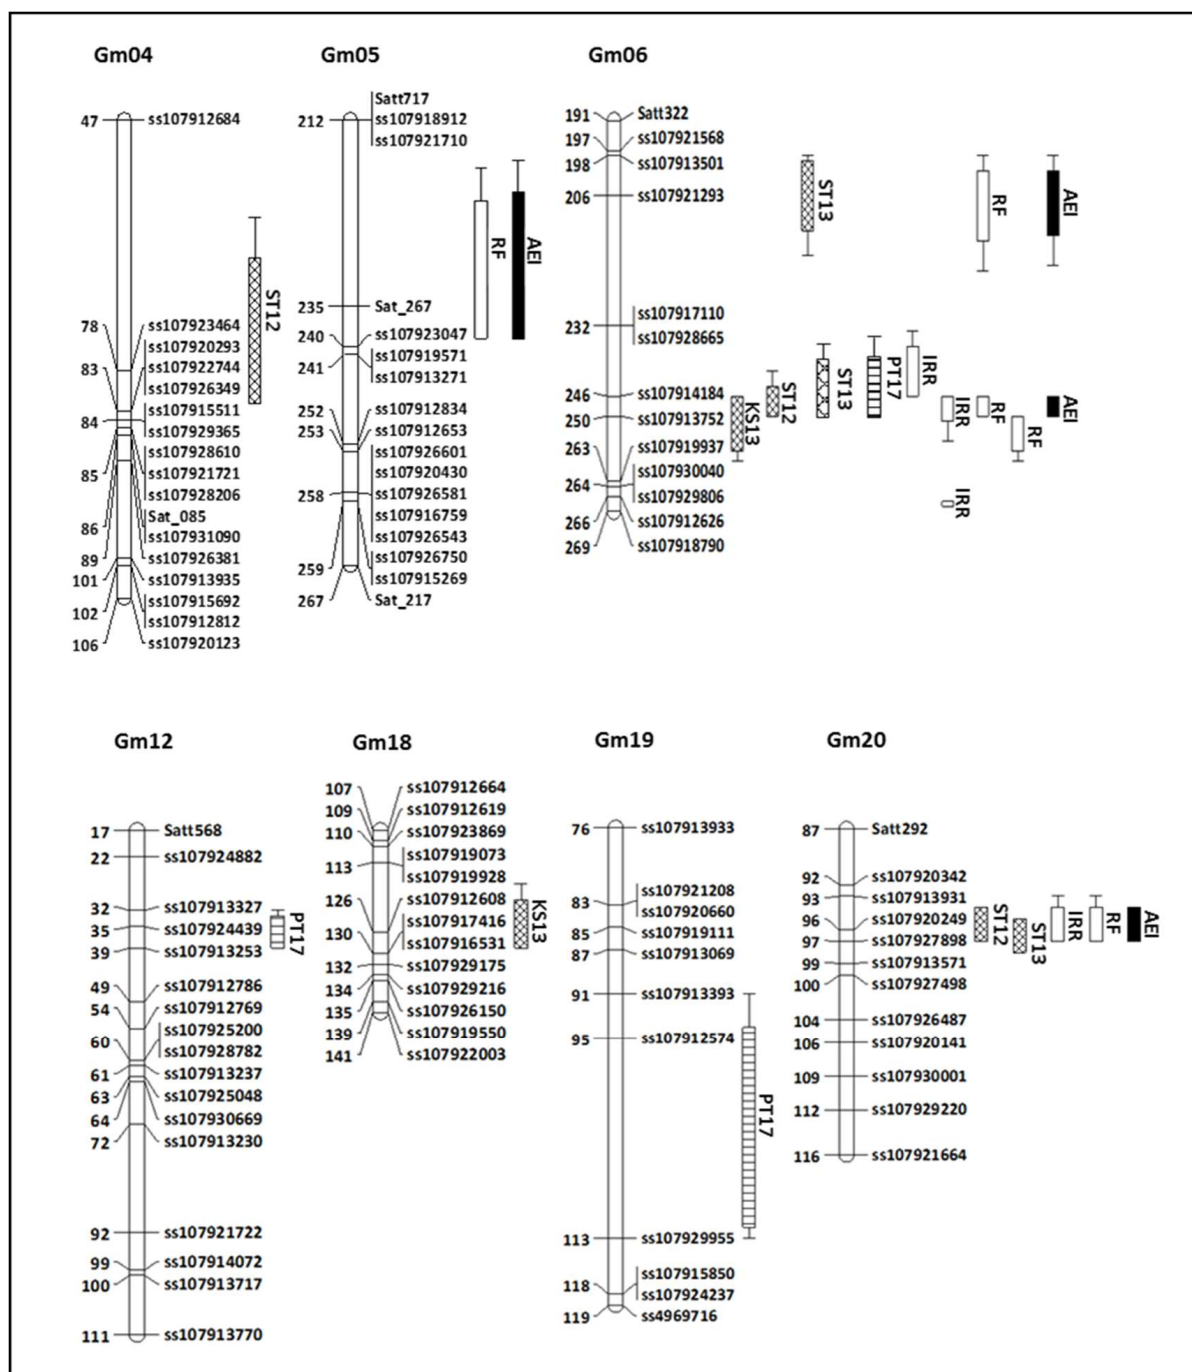 Gm04
47 ss107912684
78 ss107923464
ss107920293
83 ss107922744
ss107926349
84 ss107915511
ss107929365
ss107928610
85 ss107921721
ss107928206
Sat_085
86 ss107931090
89 ss107926381
101 ss107913935
102 ss107915692
ss107912812
106 ss107920123
ST12
Gm05
Satt717
212 ss107918912
ss107921710
235 Sat_267
240 ss107923047
241 ss107919571
ss107913271
252 ss107912834
253 ss107912653
ss107926601
ss107920430
258 ss107926581
ss107916759
ss107926543
ss107926750
259 ss107915269
267 Sat_217
RF
AEI
Gm06
191 Satt322
197 ss107921568
198 ss107913501
206 ss107921293
232 ss107917110
ss107928665
246 ss107914184
250 ss107913752
263 ss107919937
264 ss107930040
ss107929806
266 ss107912626
269 ss107918790
ST13
RF
AEI
KS13
ST12
ST13
PT17
IRR
IRR
RF
RF
AEI
IRR
Gm12
17 Satt568
22 ss107924882
32 ss107913327
35 ss107924439
39 ss107913253
49 ss107912786
54 ss107912769
60 ss107925200
ss107928782
61 ss107913237
63 ss107925048
64 ss107930669
72 ss107913230
92 ss107921722
99 ss107914072
100 ss107913717
111 ss107913770
PT17
Gm18
107 ss107912664
109 ss107912619
110 ss107923869
113 ss107919073
ss107919928
126 ss107912608
130 ss107917416
ss107916531
132 ss107929175
134 ss107929216
135 ss107926150
139 ss107919550
141 ss107922003
KS13
Gm19
76 ss107913933
83 ss107921208
ss107920660
85 ss107919111
87 ss107913069
91 ss107913393
95 ss107912574
113 ss107929955
118 ss107915850
ss107924237
119 ss4969716
PT17
Gm20
87 Satt292
92 ss107920342
93 ss107913931
96 ss107920249
97 ss107927898
99 ss107913571
100 ss107927498
104 ss107926487
106 ss107920141
109 ss107930001
112 ss107929220
116 ss107921664
ST12
ST13
IRR
RF
AEI